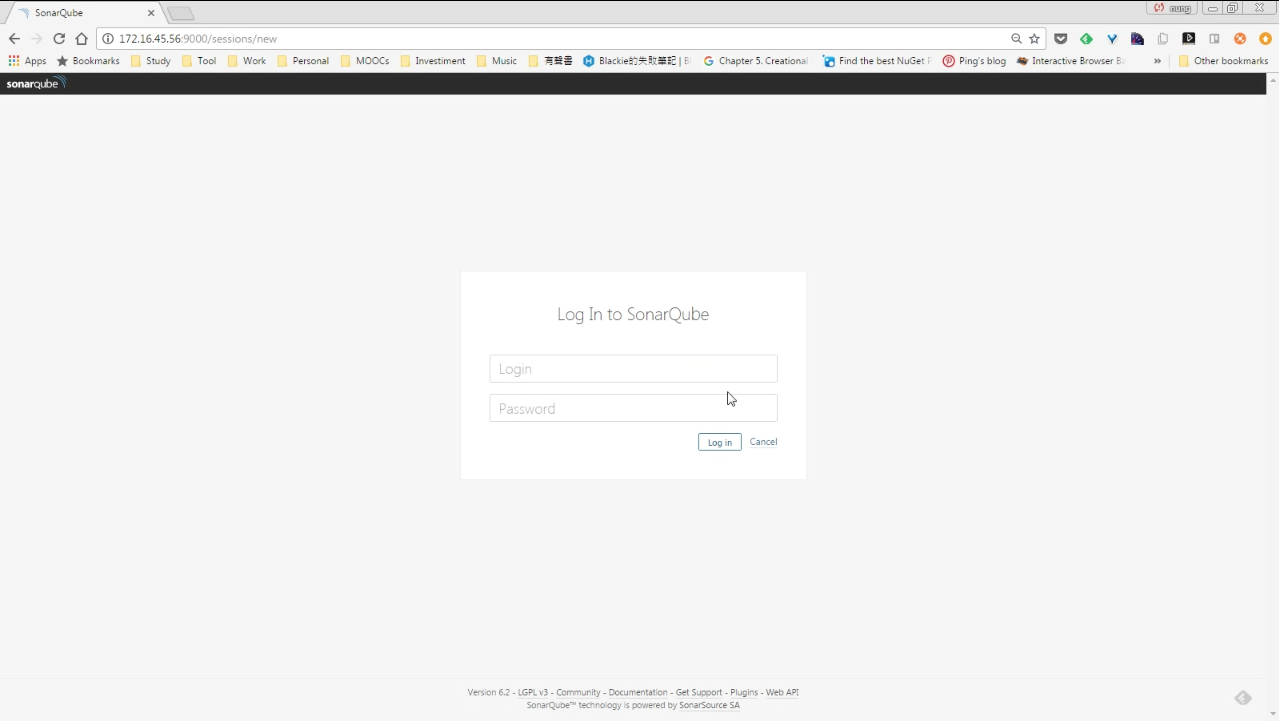 SonarQube
nung
172.16.45.56:9000/sessions/new
Apps Bookmarks Study Tool Work Personal MOOCs Investiment Music 有聲書 Blackie的失敗筆記 | Chapter 5. Creational Find the best NuGet Ping's blog Interactive Browser » Other bookmarks
sonarqube
Log In to SonarQube
Login
Password
Log in Cancel
Version 6.2 - LGPL v3 - Community - Documentation - Get Support - Plugins - Web API
SonarQube™ technology is powered by SonarSource SA